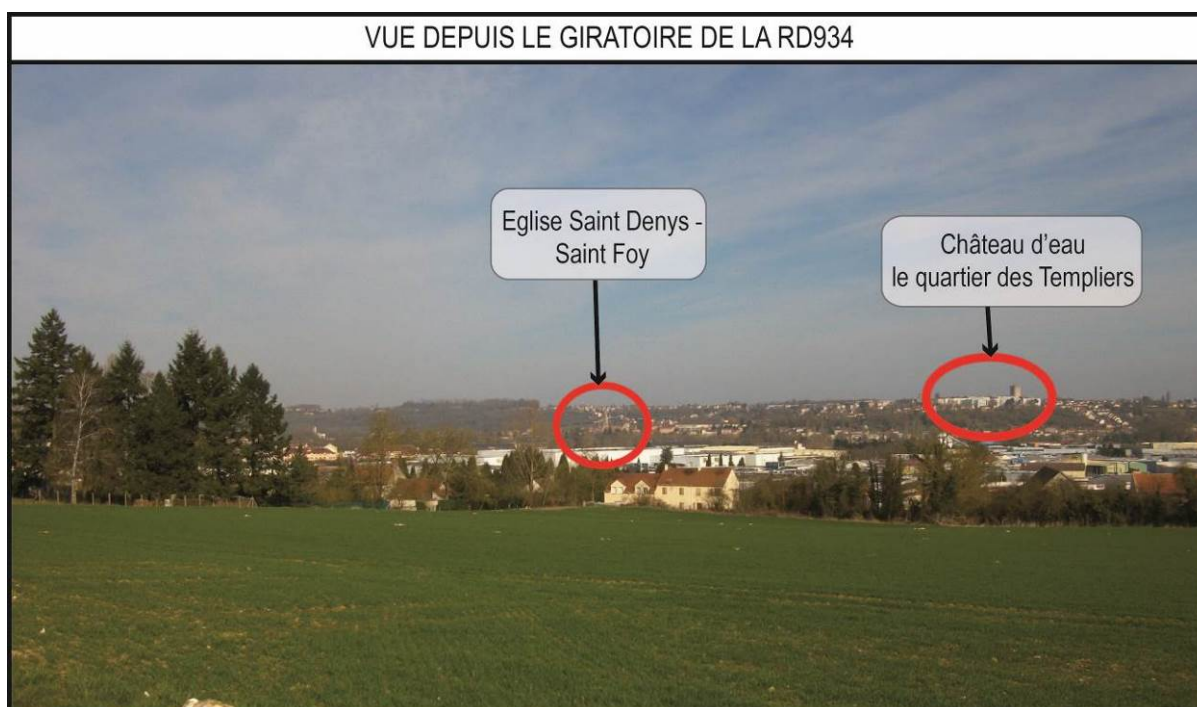 VUE DEPUIS LE GIRATOIRE DE LA RD934
Eglise Saint Denys -
Saint Foy
Château d'eau
le quartier des Templiers